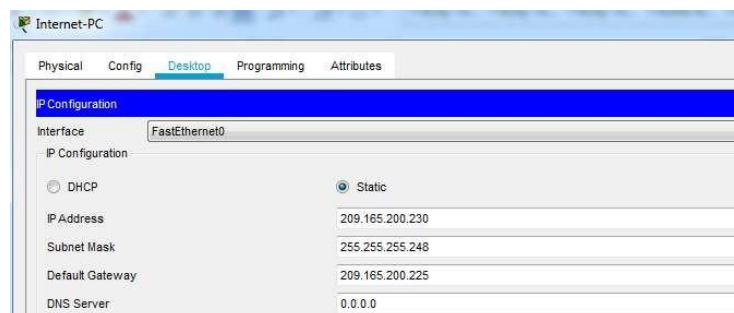 Internet-PC
Physical Config Desktop Programming Attributes
IP Configuration
Interface FastEthernet0
IP Configuration
DHCP Static
IP Address 209.165.200.230
Subnet Mask 255.255.255.248
Default Gateway 209.165.200.225
DNS Server 0.0.0.0